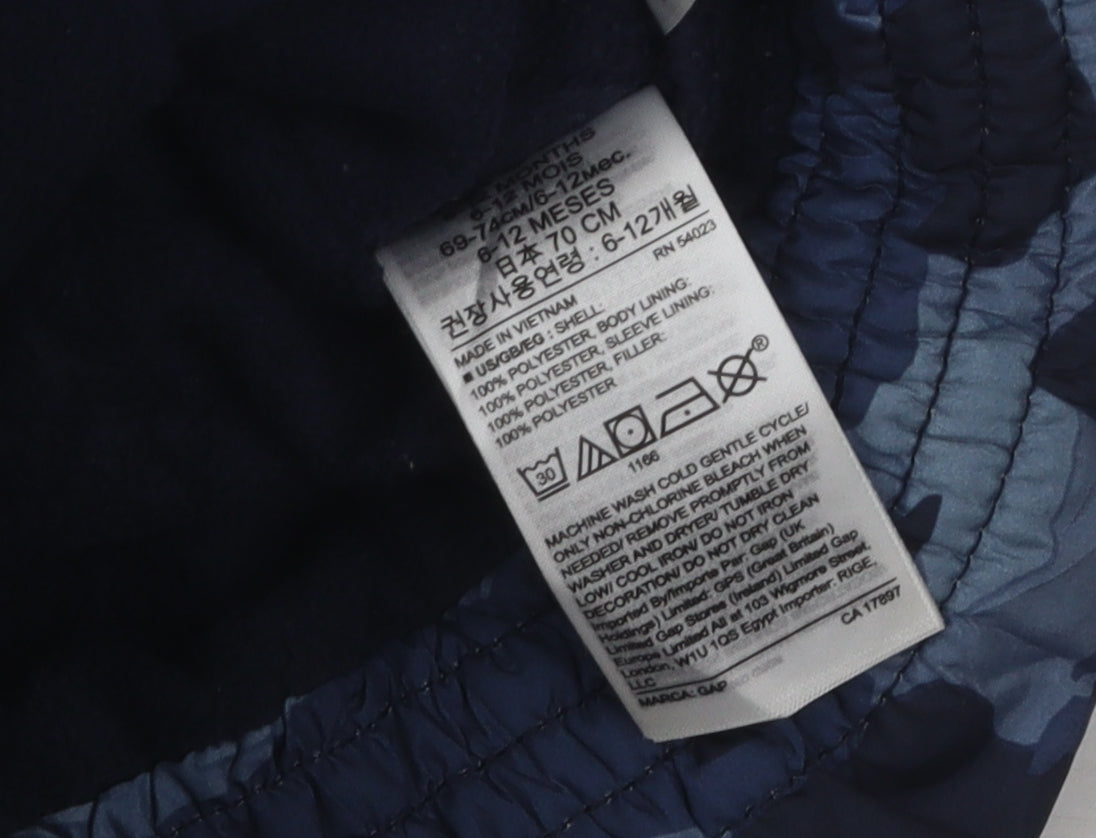 MONTHS
6-12 MOIS
69-74CM/6-12мес.
6-12 MESES
日本 70 CM
권장사용연령 : 6-12개월
RN 54023
MADE IN VIETNAM
■ US/GB/EG : SHELL:
100% POLYESTER, BODY LINING:
100% POLYESTER, SLEEVE LINING:
100% POLYESTER, FILLER:
100% POLYESTER
30
®
1166
MACHINE WASH COLD GENTLE CYCLE/
ONLY NON-CHLORINE BLEACH WHEN
NEEDED/ REMOVE PROMPTLY FROM
WASHER AND DRYER/ TUMBLE DRY
LOW/ COOL IRON/ DO NOT IRON
DECORATION/ DO NOT DRY CLEAN
Imported By/Importe Par: Gap (UK
Holdings) Limited: GPS (Great Britain)
Limited Gap Stores (Ireland) Limited Gap
Europe Limited All at 103 Wigmore Street,
London, W1U 1QS Egypt Importer: RIGE,
LLC
CA 17897
MARCA: GAP